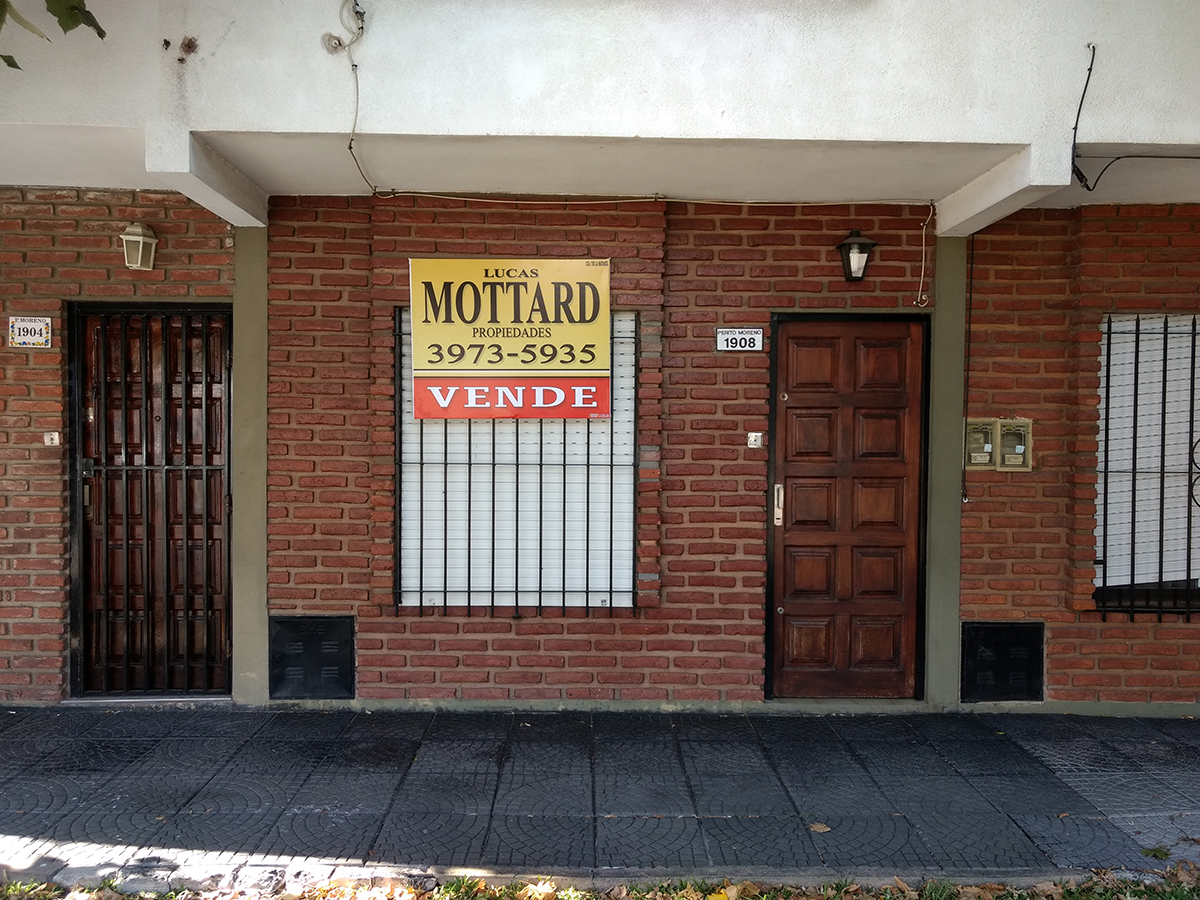 P. MORENO
1904
LUCAS
MOTTARD
PROPIEDADES
3973-5935
VENDE
PERITO MORENO
1908